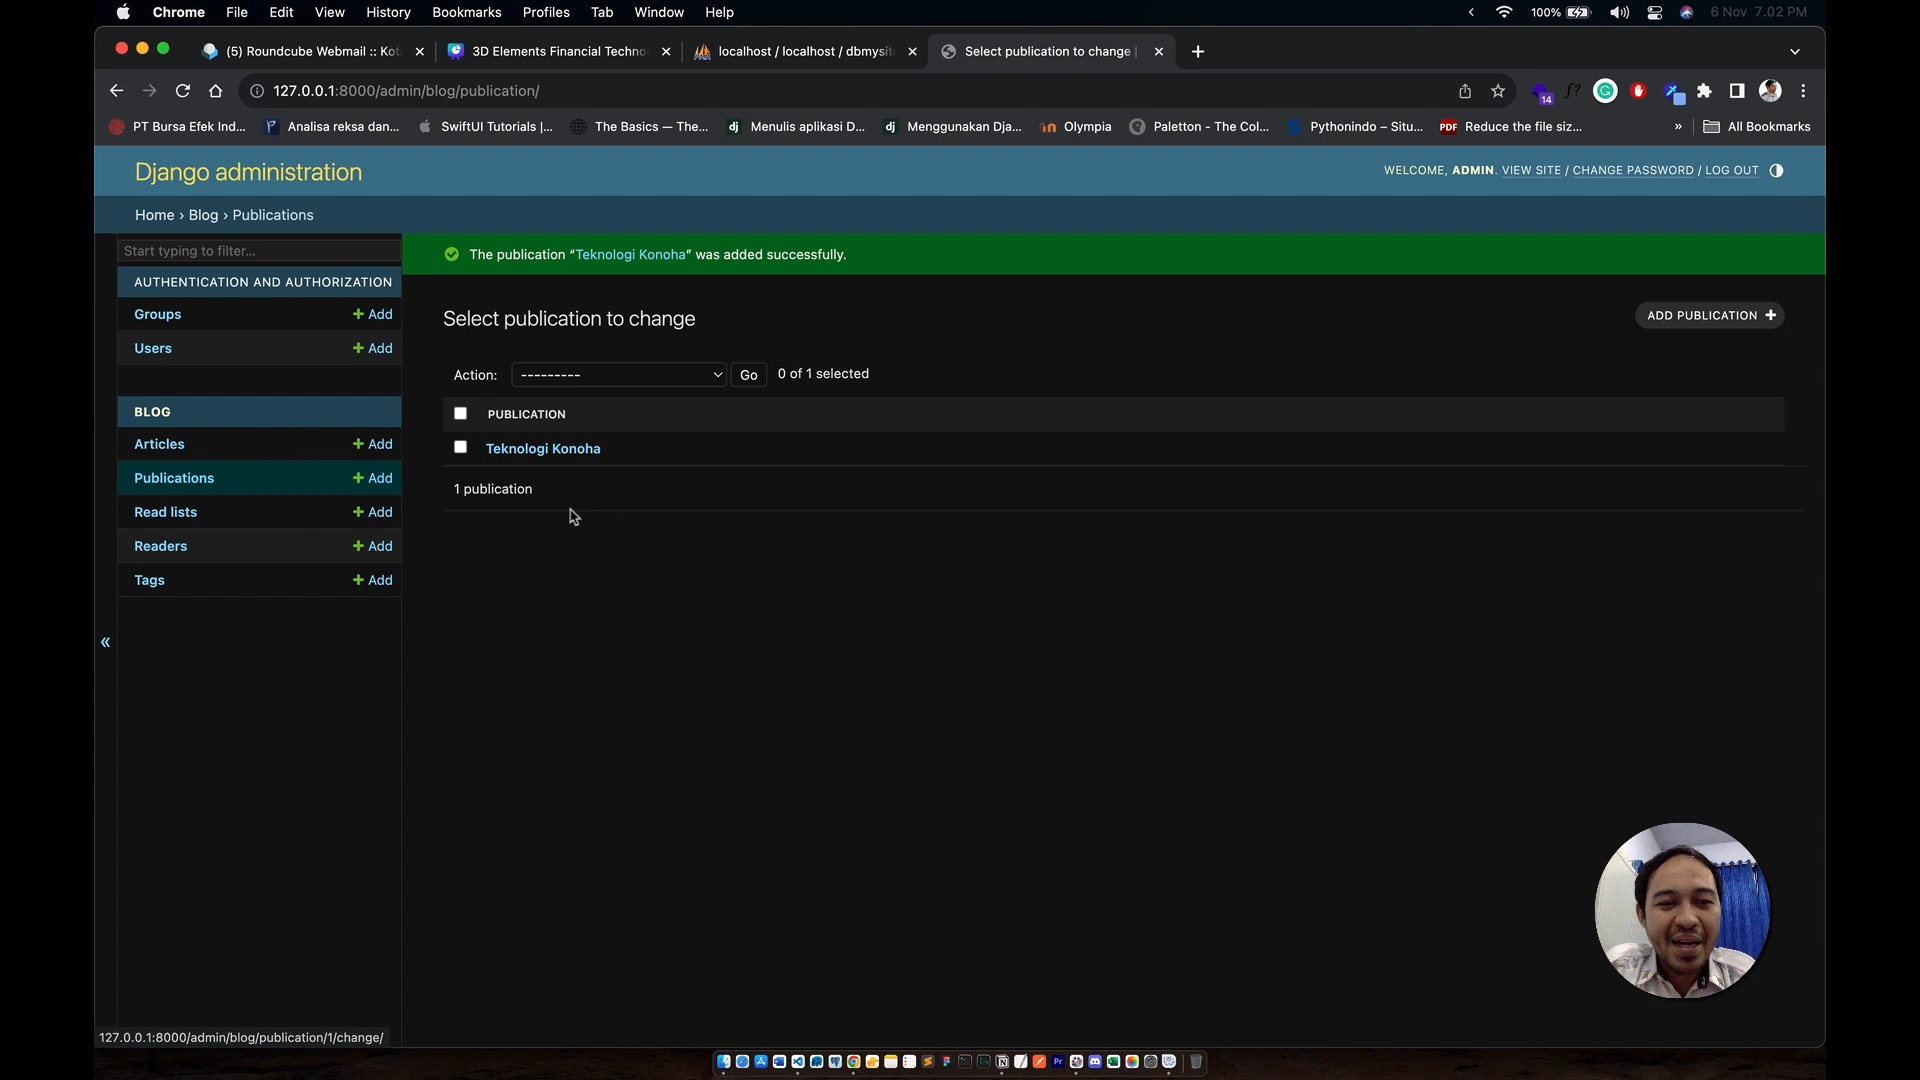 Chrome File Edit View History Bookmarks Profiles Tab Window Help 100% 6 Nov 7.02 PM
(5) Roundcube Webmail :: Kot
3D Elements Financial Techno
localhost / localhost / dbmysit
Select publication to change |
127.0.0.1:8000/admin/blog/publication/
14
f?
PT Bursa Efek Ind...
Analisa reksa dan...
SwiftUI Tutorials |...
The Basics — The...
dj Menulis aplikasi D...
dj Menggunakan Dja...
Olympia
Paletton - The Col...
Pythonindo – Situ...
PDF Reduce the file siz...
» All Bookmarks
Django administration
WELCOME, ADMIN. VIEW SITE / CHANGE PASSWORD / LOG OUT
Home › Blog › Publications
Start typing to filter...
AUTHENTICATION AND AUTHORIZATION
Groups + Add
Users + Add
BLOG
Articles + Add
Publications + Add
Read lists + Add
Readers + Add
Tags + Add
«
The publication “Teknologi Konoha” was added successfully.
Select publication to change
ADD PUBLICATION +
Action: --------- Go 0 of 1 selected
PUBLICATION
Teknologi Konoha
1 publication
127.0.0.1:8000/admin/blog/publication/1/change/